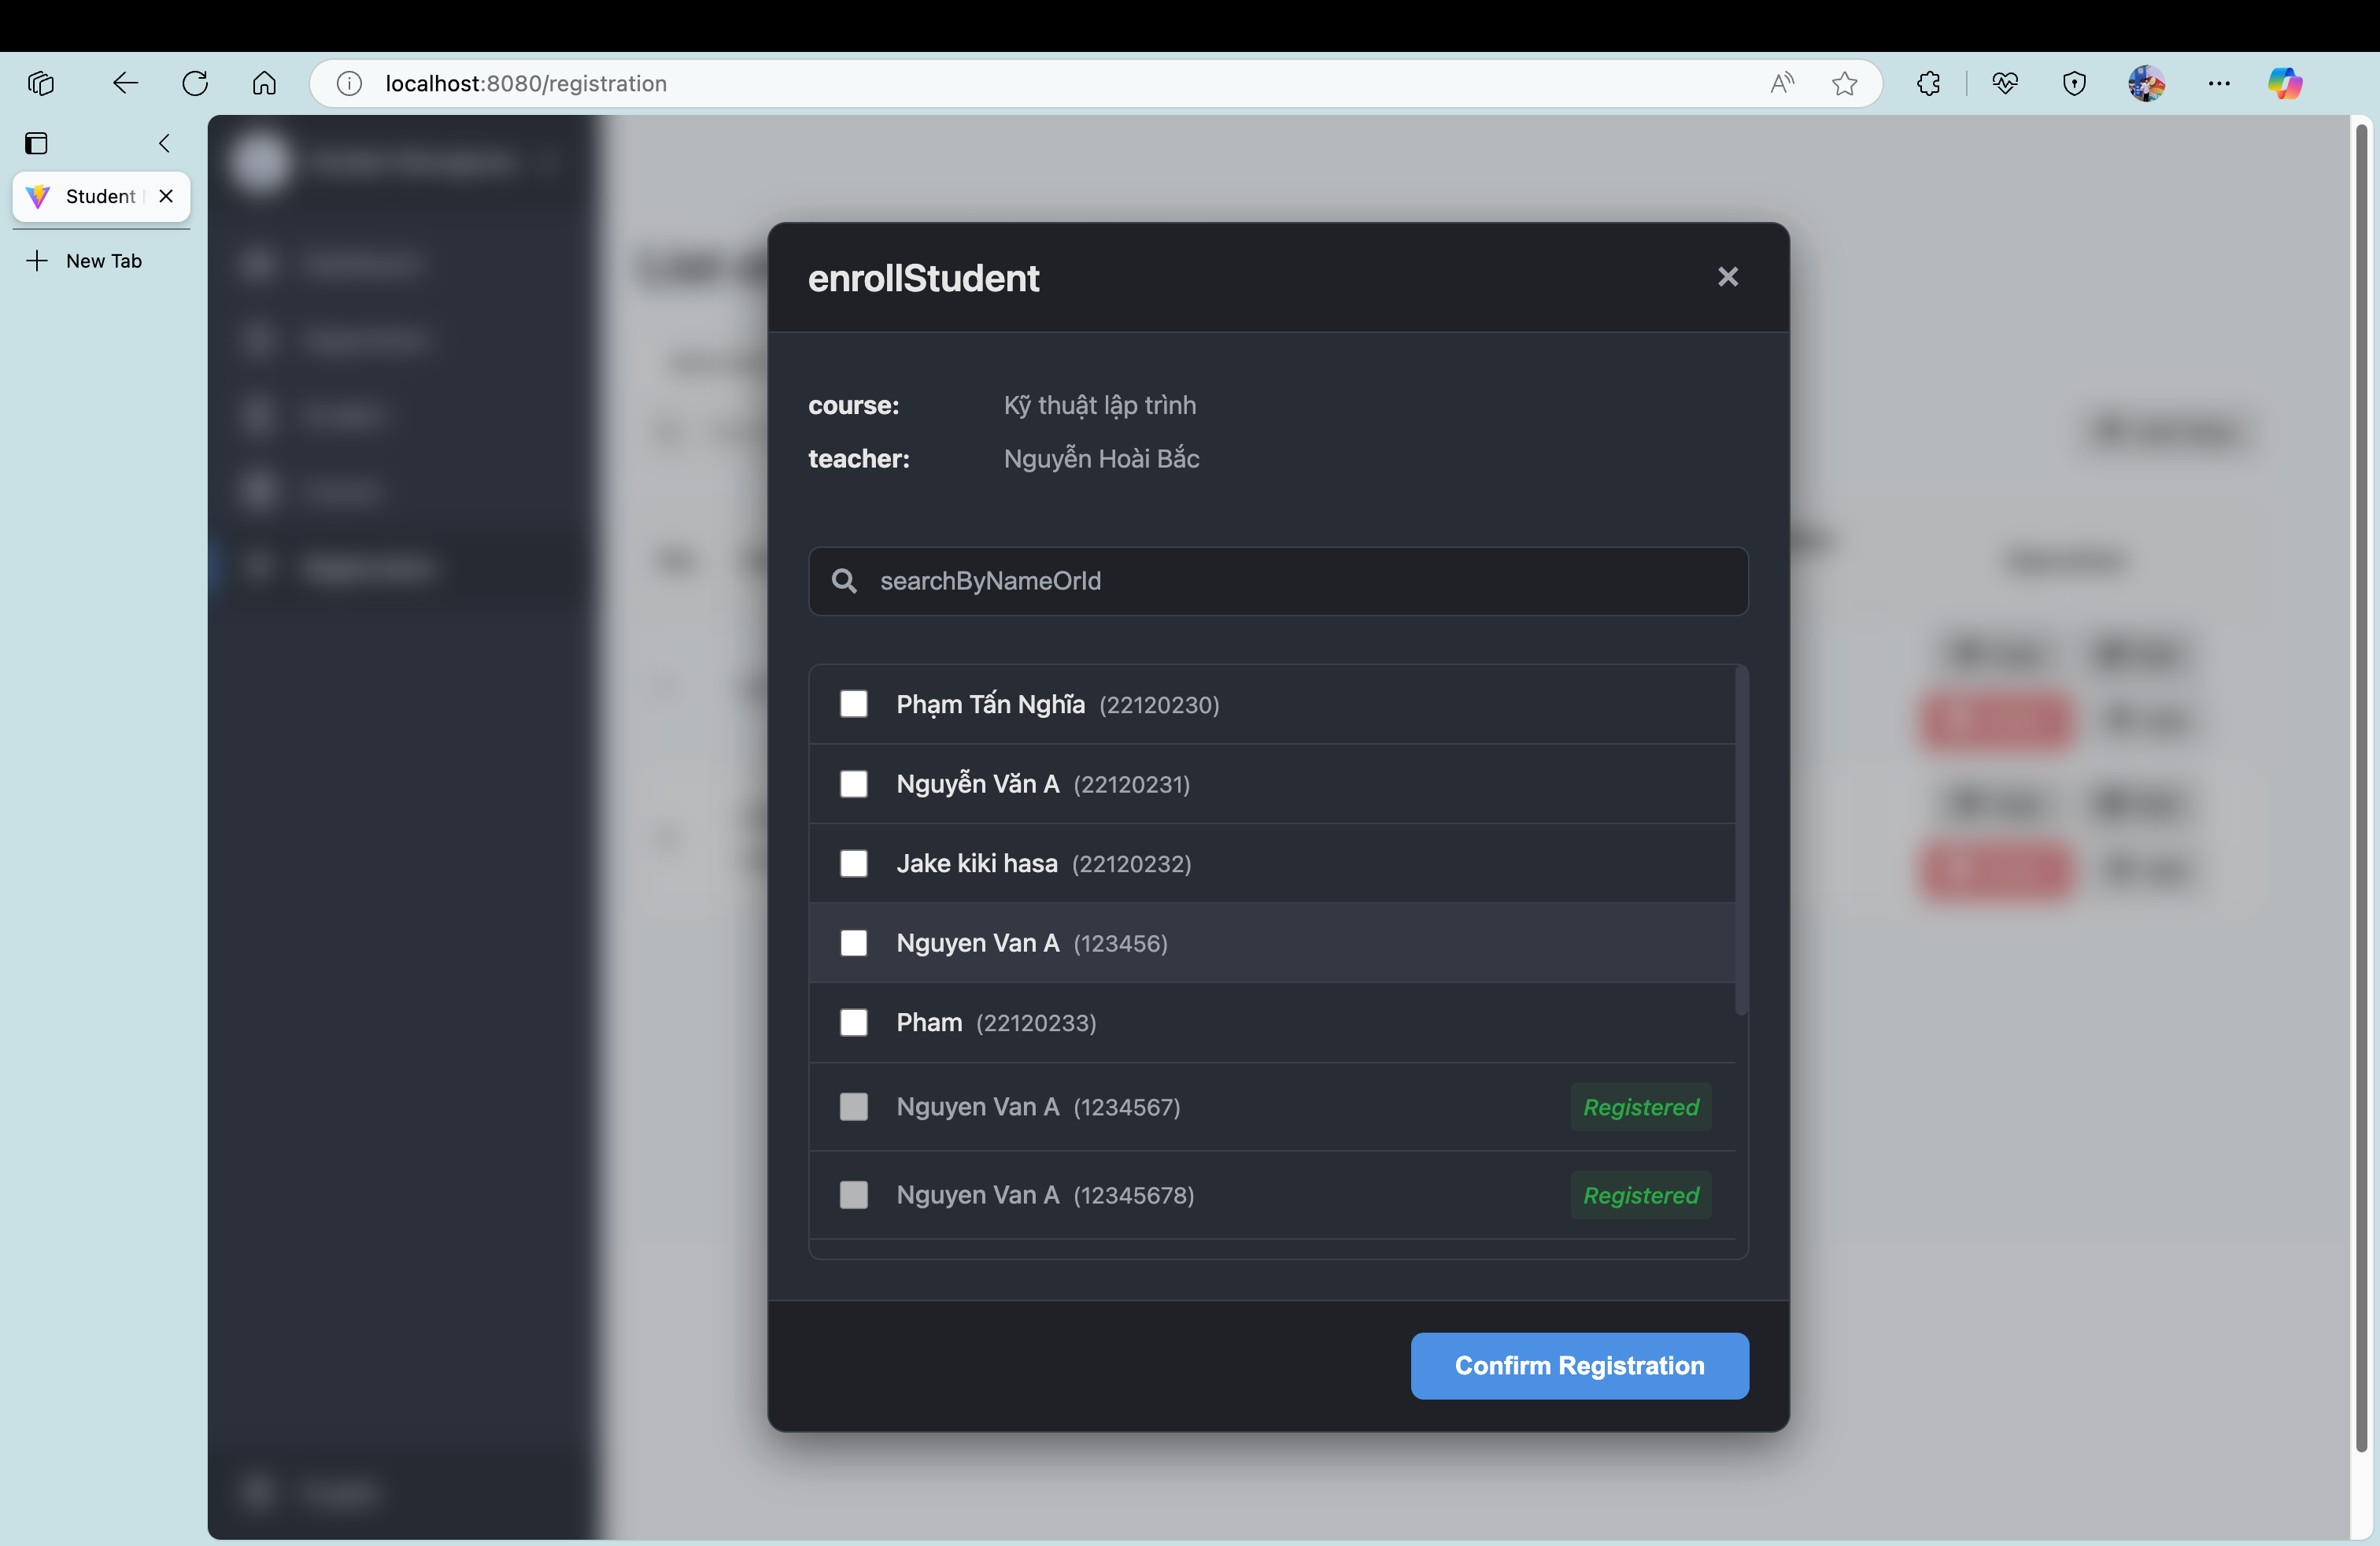 localhost:8080/registration
Student
New Tab
enrollStudent
course: Kỹ thuật lập trình
teacher: Nguyễn Hoài Bắc
searchByNameOrId
Phạm Tấn Nghĩa (22120230)
Nguyễn Văn A (22120231)
Jake kiki hasa (22120232)
Nguyen Van A (123456)
Pham (22120233)
Nguyen Van A (1234567) Registered
Nguyen Van A (12345678) Registered
Confirm Registration